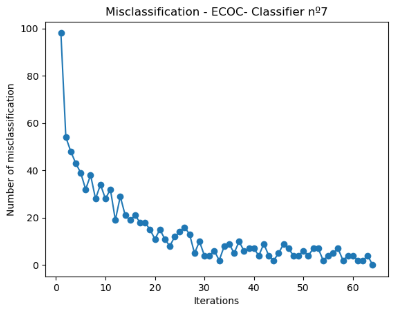 Misclassification - ECOC- Classifier nº7
100
80
60
40
20
0
Number of misclassification
0 10 20 30 40 50 60
Iterations